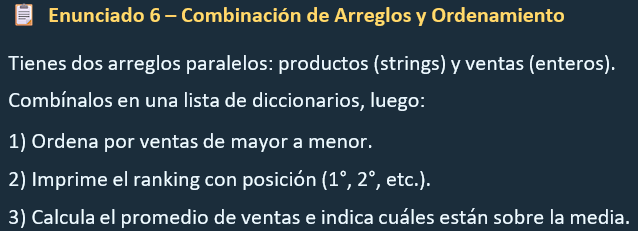 Enunciado 6 – Combinación de Arreglos y Ordenamiento
Tienes dos arreglos paralelos: productos (strings) y ventas (enteros).
Combínalos en una lista de diccionarios, luego:
1) Ordena por ventas de mayor a menor.
2) Imprime el ranking con posición (1°, 2°, etc.).
3) Calcula el promedio de ventas e indica cuáles están sobre la media.